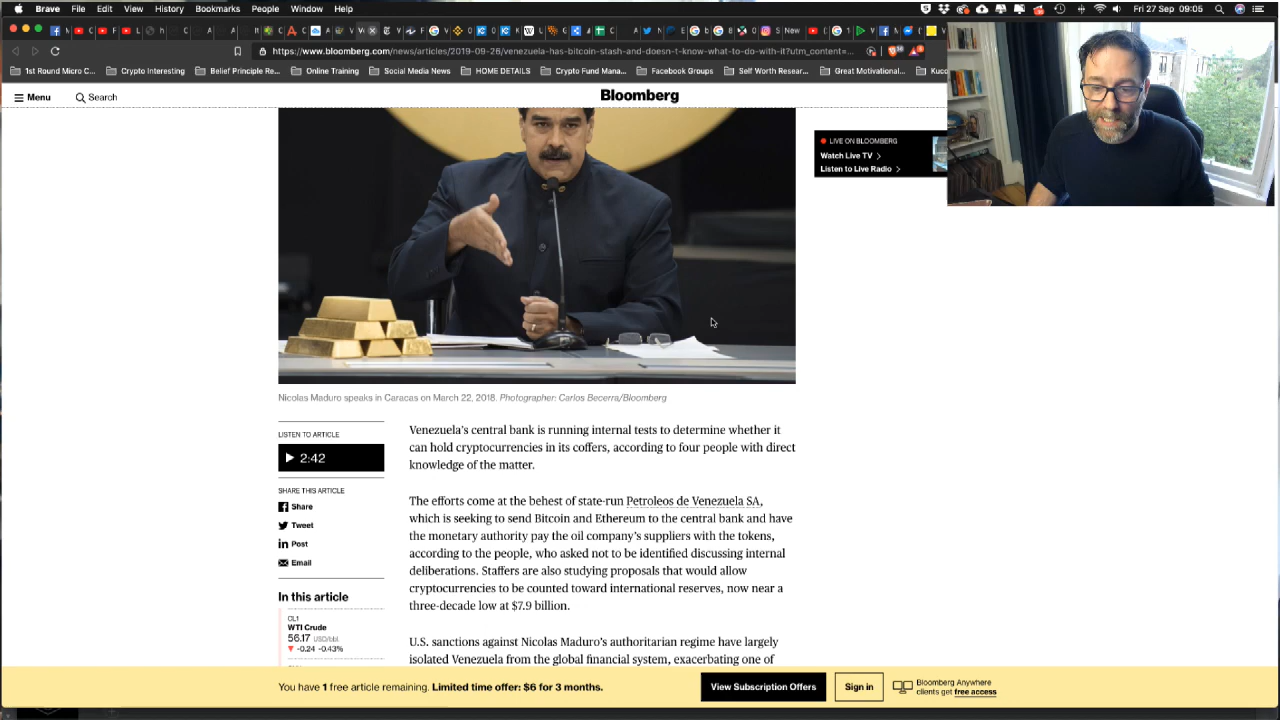 Brave File Edit View History Bookmarks People Window Help Fri 27 Sep 09:05
https://www.bloomberg.com/news/articles/2019-09-26/venezuela-has-bitcoin-stash-and-doesn-t-know-what-to-do-with-it?utm_content=...
1st Round Micro C... Crypto Interesting Belief Principle Re... Online Training Social Media News HOME DETAILS Crypto Fund Mana... Facebook Groups Self Worth Resear... Great Motivational...
Menu Search Bloomberg
LIVE ON BLOOMBERG
Watch Live TV
Listen to Live Radio
Nicolas Maduro speaks in Caracas on March 22, 2018. Photographer: Carlos Becerra/Bloomberg
LISTEN TO ARTICLE
2:42
SHARE THIS ARTICLE
Share
Tweet
Post
Email
In this article
CL1
WTI Crude
56.17 USD/bbl.
-0.24 -0.43%
Venezuela's central bank is running internal tests to determine whether it
can hold cryptocurrencies in its coffers, according to four people with direct
knowledge of the matter.
The efforts come at the behest of state-run Petroleos de Venezuela SA,
which is seeking to send Bitcoin and Ethereum to the central bank and have
the monetary authority pay the oil company's suppliers with the tokens,
according to the people, who asked not to be identified discussing internal
deliberations. Staffers are also studying proposals that would allow
cryptocurrencies to be counted toward international reserves, now near a
three-decade low at $7.9 billion.
U.S. sanctions against Nicolas Maduro's authoritarian regime have largely
isolated Venezuela from the global financial system, exacerbating one of
You have 1 free article remaining. Limited time offer: $6 for 3 months.
View Subscription Offers
Sign in
Bloomberg Anywhere
clients get free access